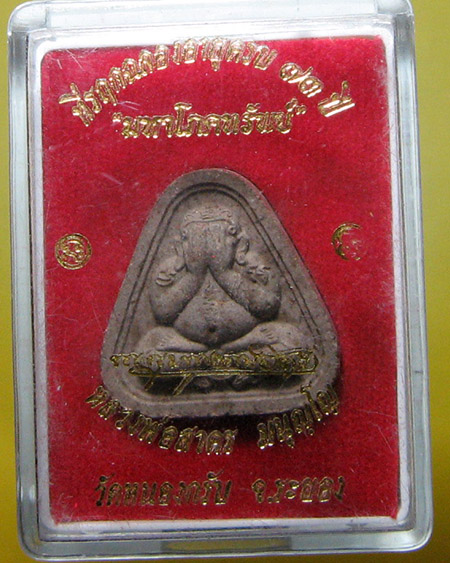 ที่ระฤกฉลองอายุครบ ๗๓ ปี
"มหาโภคทรัพย์"
หลวงพ่อสาคร มนุญโญ
วัดหนองกรับ จ.ระยอง